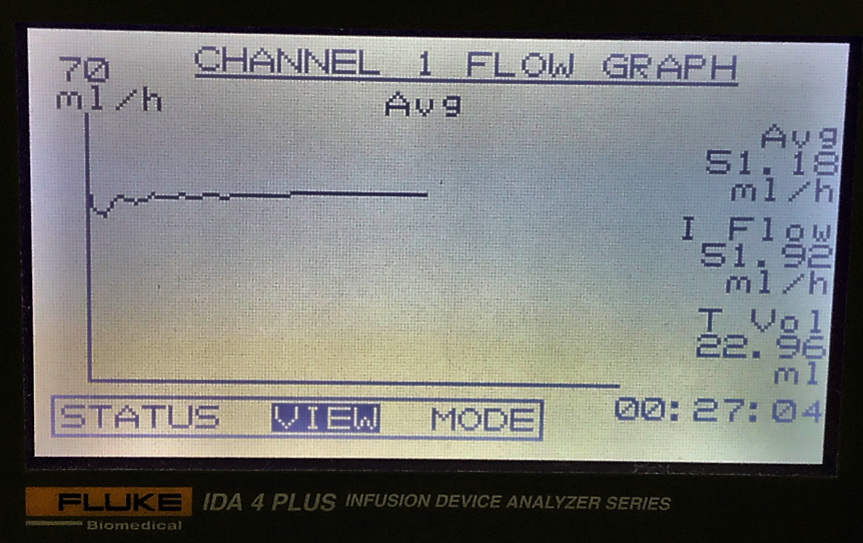 CHANNEL 1 FLOW GRAPH
70
ml/h
Avg
Avg
51.18
ml/h
I Flow
51.92
ml/h
T Vol
22.96
ml
STATUS VIEW MODE 00:27:04
FLUKE IDA 4 PLUS INFUSION DEVICE ANALYZER SERIES
Biomedical